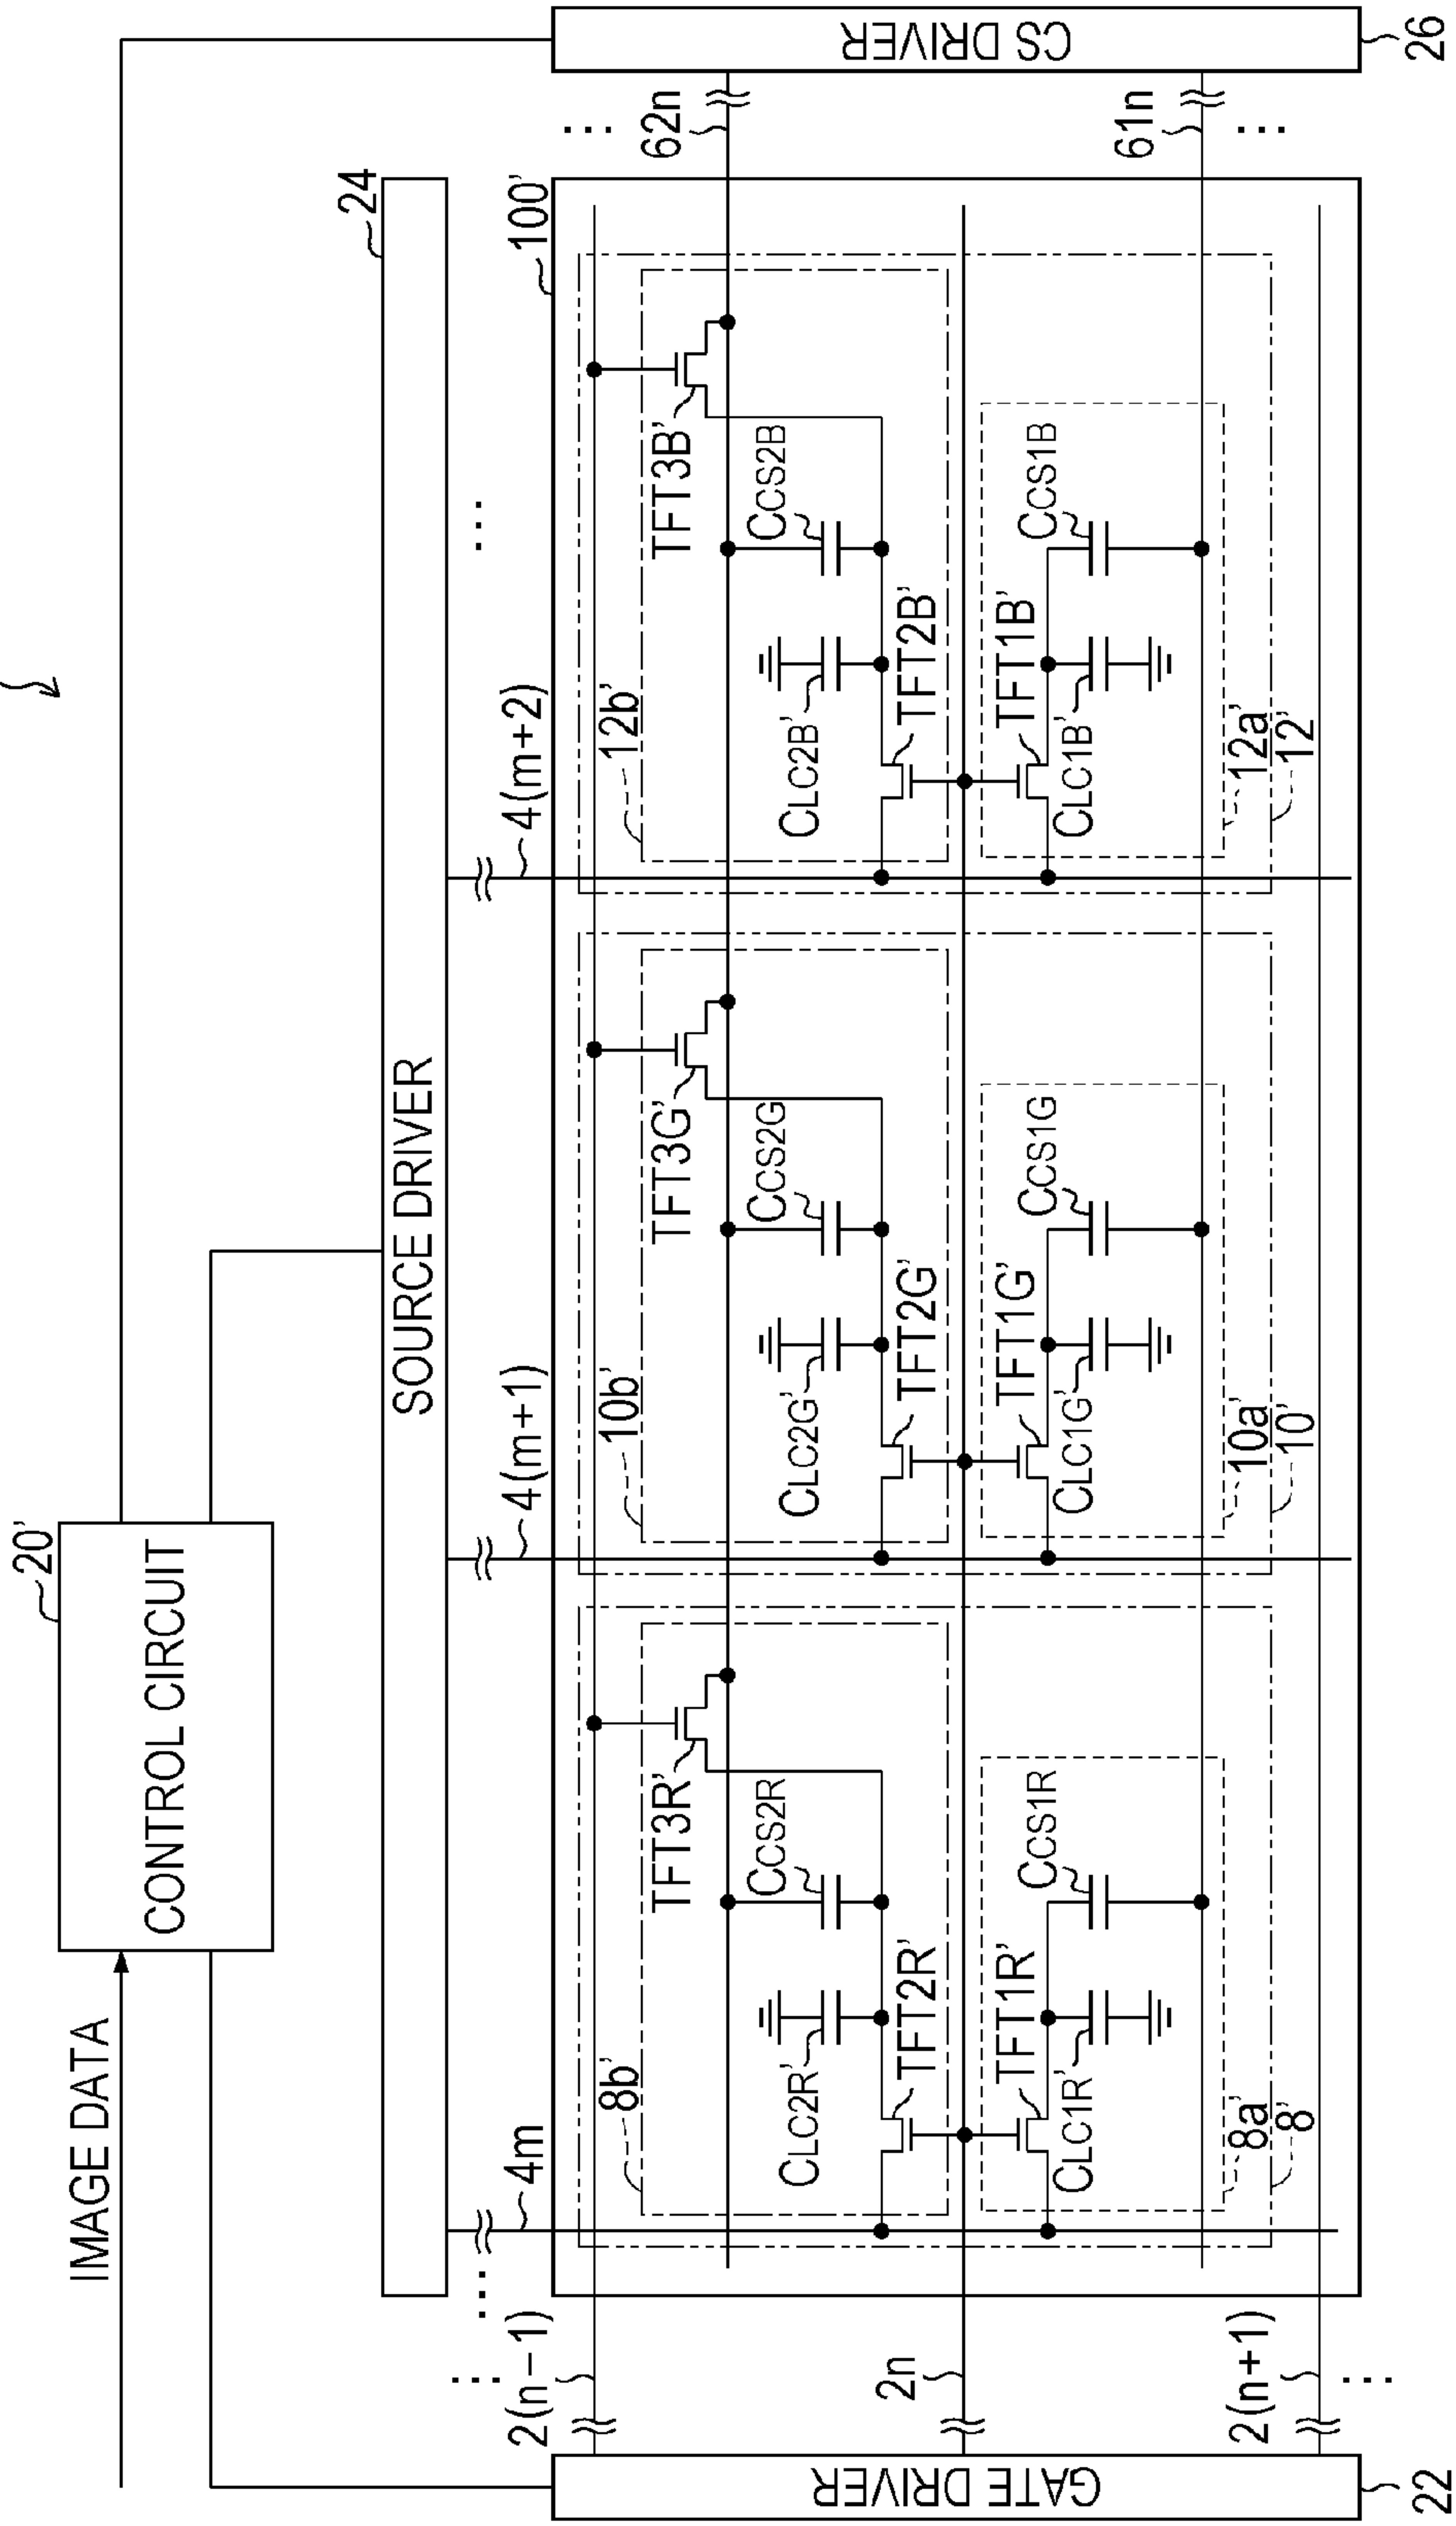 IMAGE DATA
CONTROL CIRCUIT
20'
SOURCE DRIVER
24
4m
4(m+1)
4(m+2)
...
...
100'
GATE DRIVER
22
CS DRIVER
26
2(n−1)
2n
2(n+1)
...
...
62n
61n
...
...
8b'
TFT3R'
CCS2R
CLC2R'
TFT2R'
TFT1R'
CCS1R
CLC1R'
8a'
8'
10b'
TFT3G'
CCS2G
CLC2G'
TFT2G'
TFT1G'
CCS1G
CLC1G'
10a'
10'
12b'
TFT3B'
CCS2B
CLC2B'
TFT2B'
TFT1B'
CCS1B
CLC1B'
12a'
12'